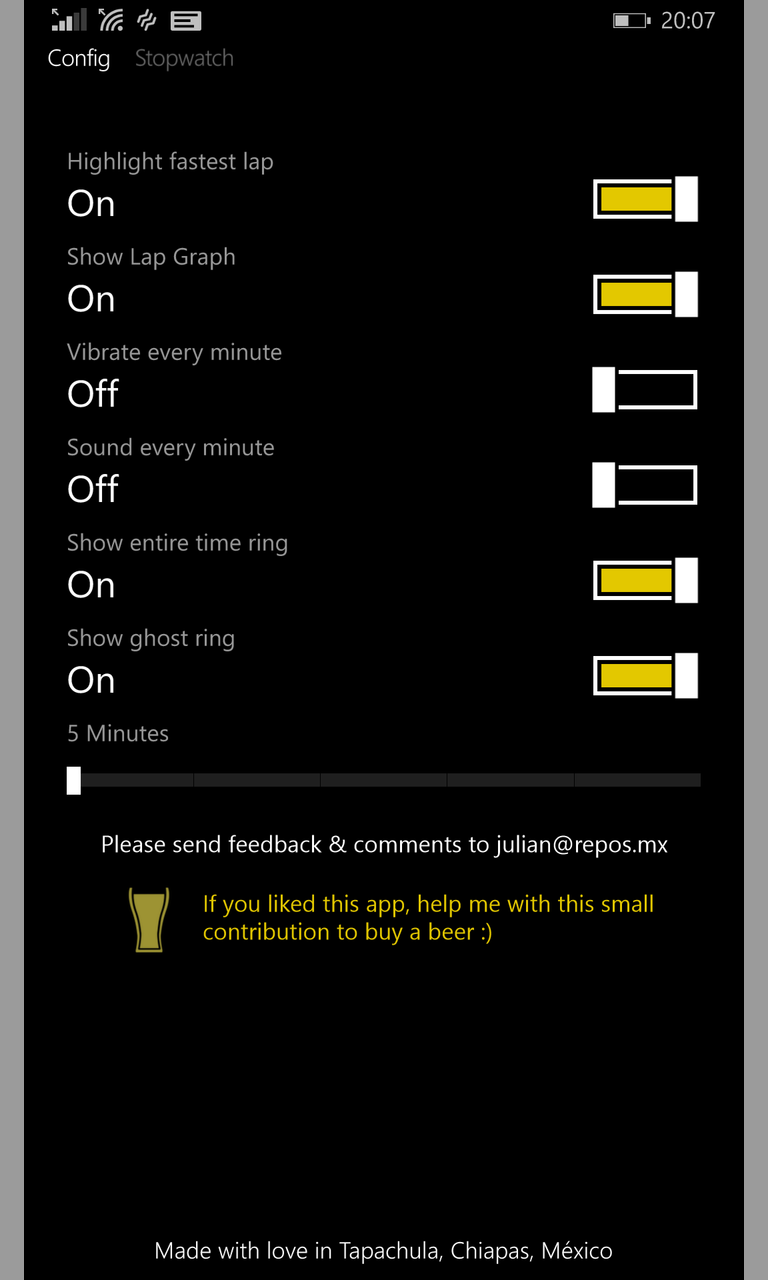 20:07
Config Stopwatch
Highlight fastest lap
On
Show Lap Graph
On
Vibrate every minute
Off
Sound every minute
Off
Show entire time ring
On
Show ghost ring
On
5 Minutes
Please send feedback & comments to julian@repos.mx
If you liked this app, help me with this small
contribution to buy a beer :)
Made with love in Tapachula, Chiapas, México